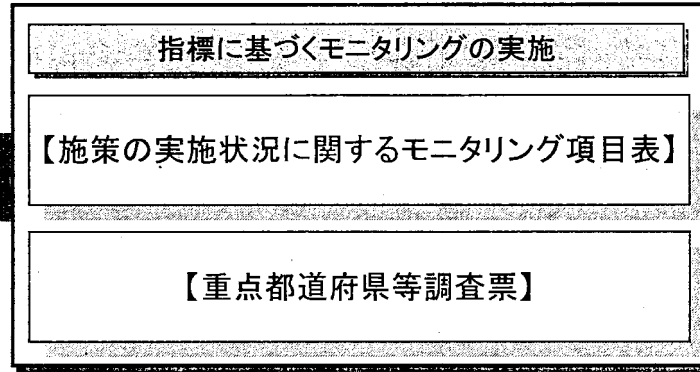 指標に基づくモニタリングの実施
【施策の実施状況に関するモニタリング項目表】
【重点都道府県等調査票】